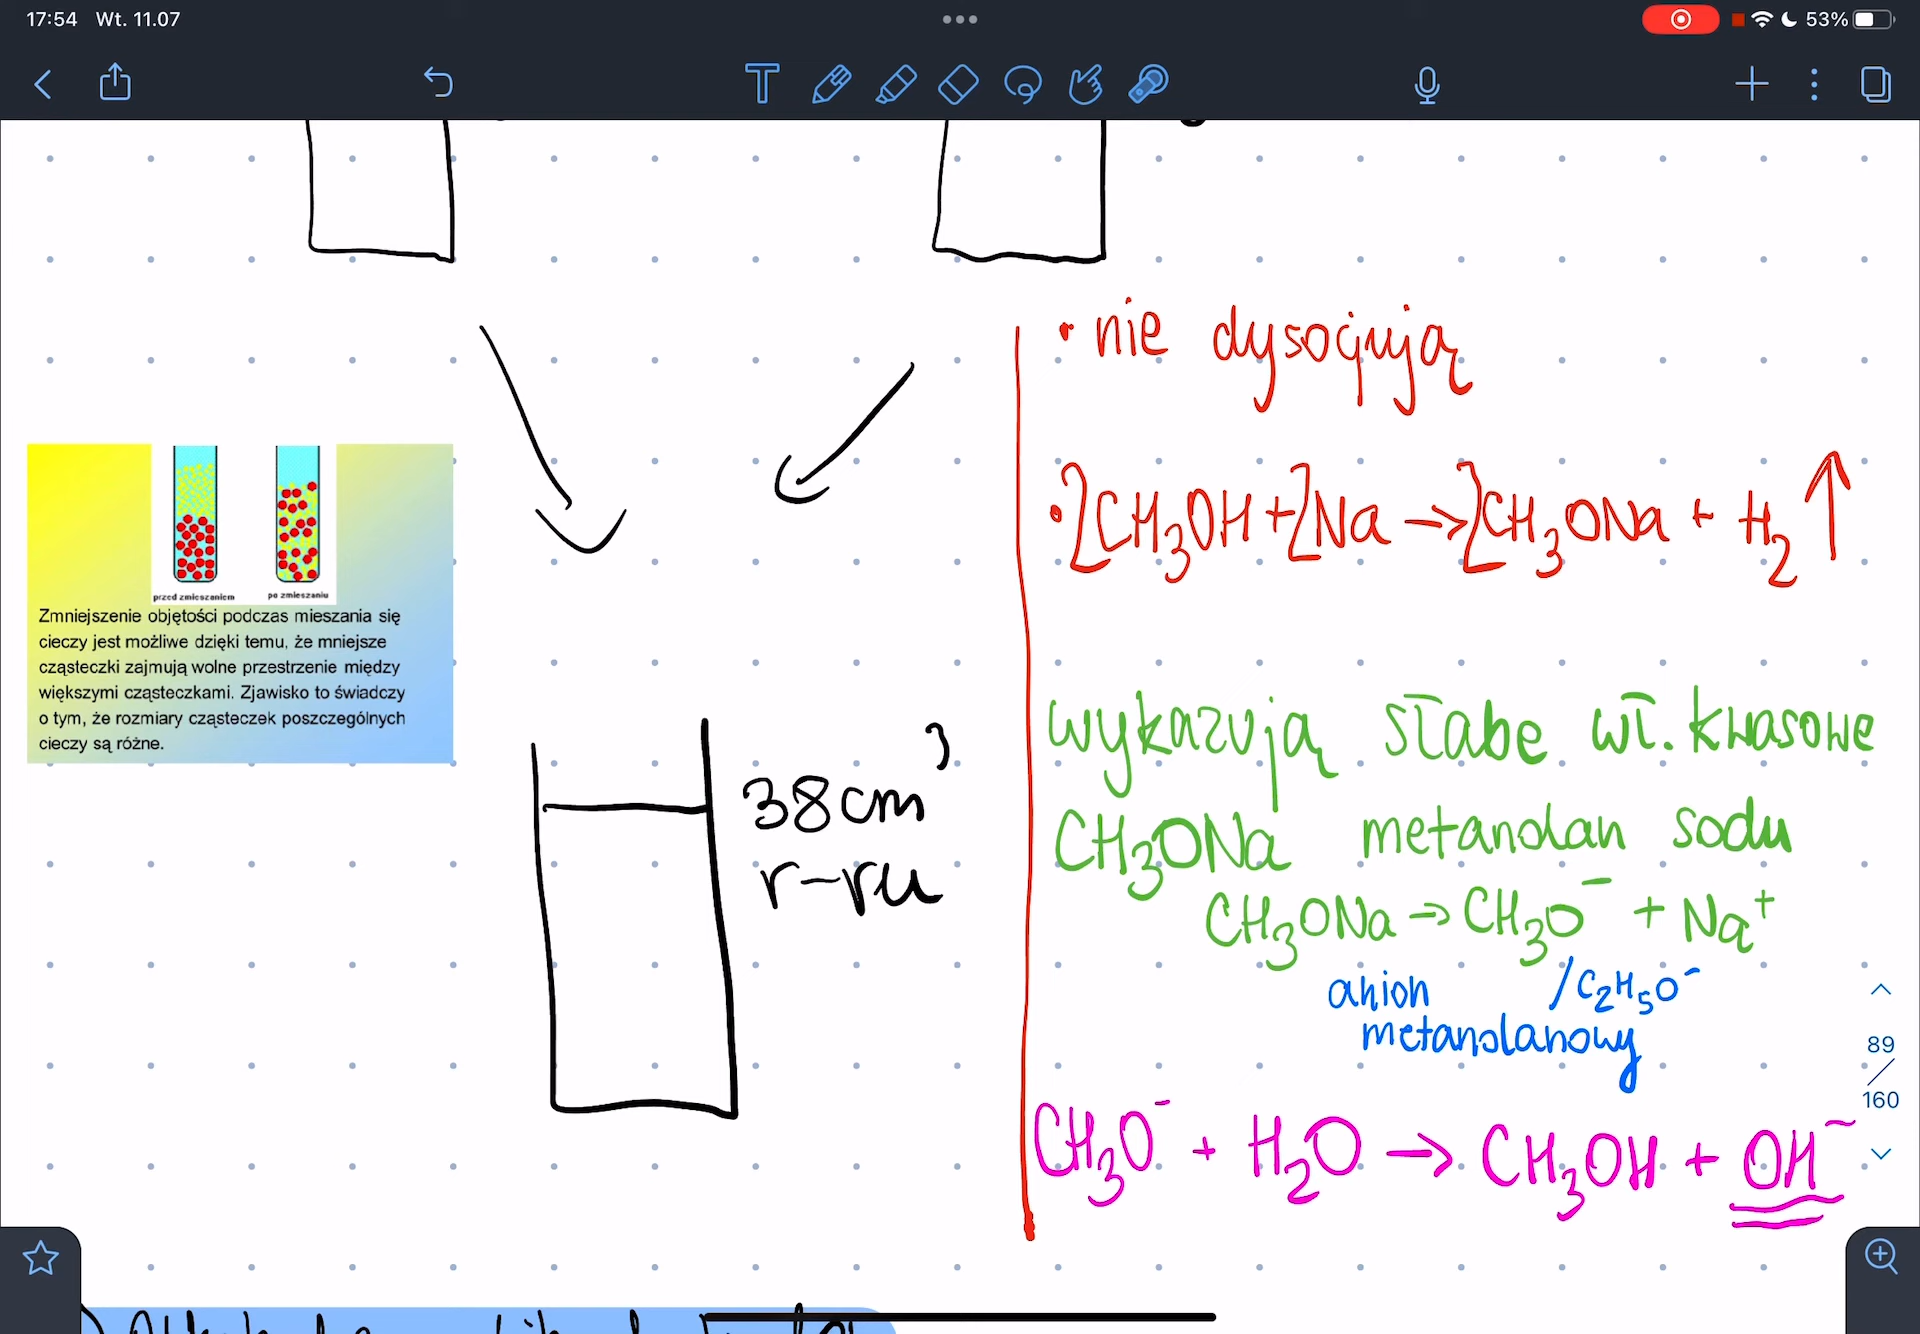 17:54 Wt. 11.07
53%
T
przed zmieszaniem
po zmieszaniu
Zmniejszenie objętości podczas mieszania się
cieczy jest możliwe dzięki temu, że mniejsze
cząsteczki zajmują wolne przestrzenie między
większymi cząsteczkami. Zjawisko to świadczy
o tym, że rozmiary cząsteczek poszczególnych
cieczy są różne.
38cm³
r-ru
• nie dysocjują
• 2CH₃OH + 2Na → 2CH₃ONa + H₂ ↑
wykazują słabe wł. kwasowe
CH₃ONa metanolan sodu
CH₃ONa → CH₃O⁻ + Na⁺
anion /C₂H₅O⁻
metanolanowy
CH₃O⁻ + H₂O → CH₃OH + OH⁻
89
/
160